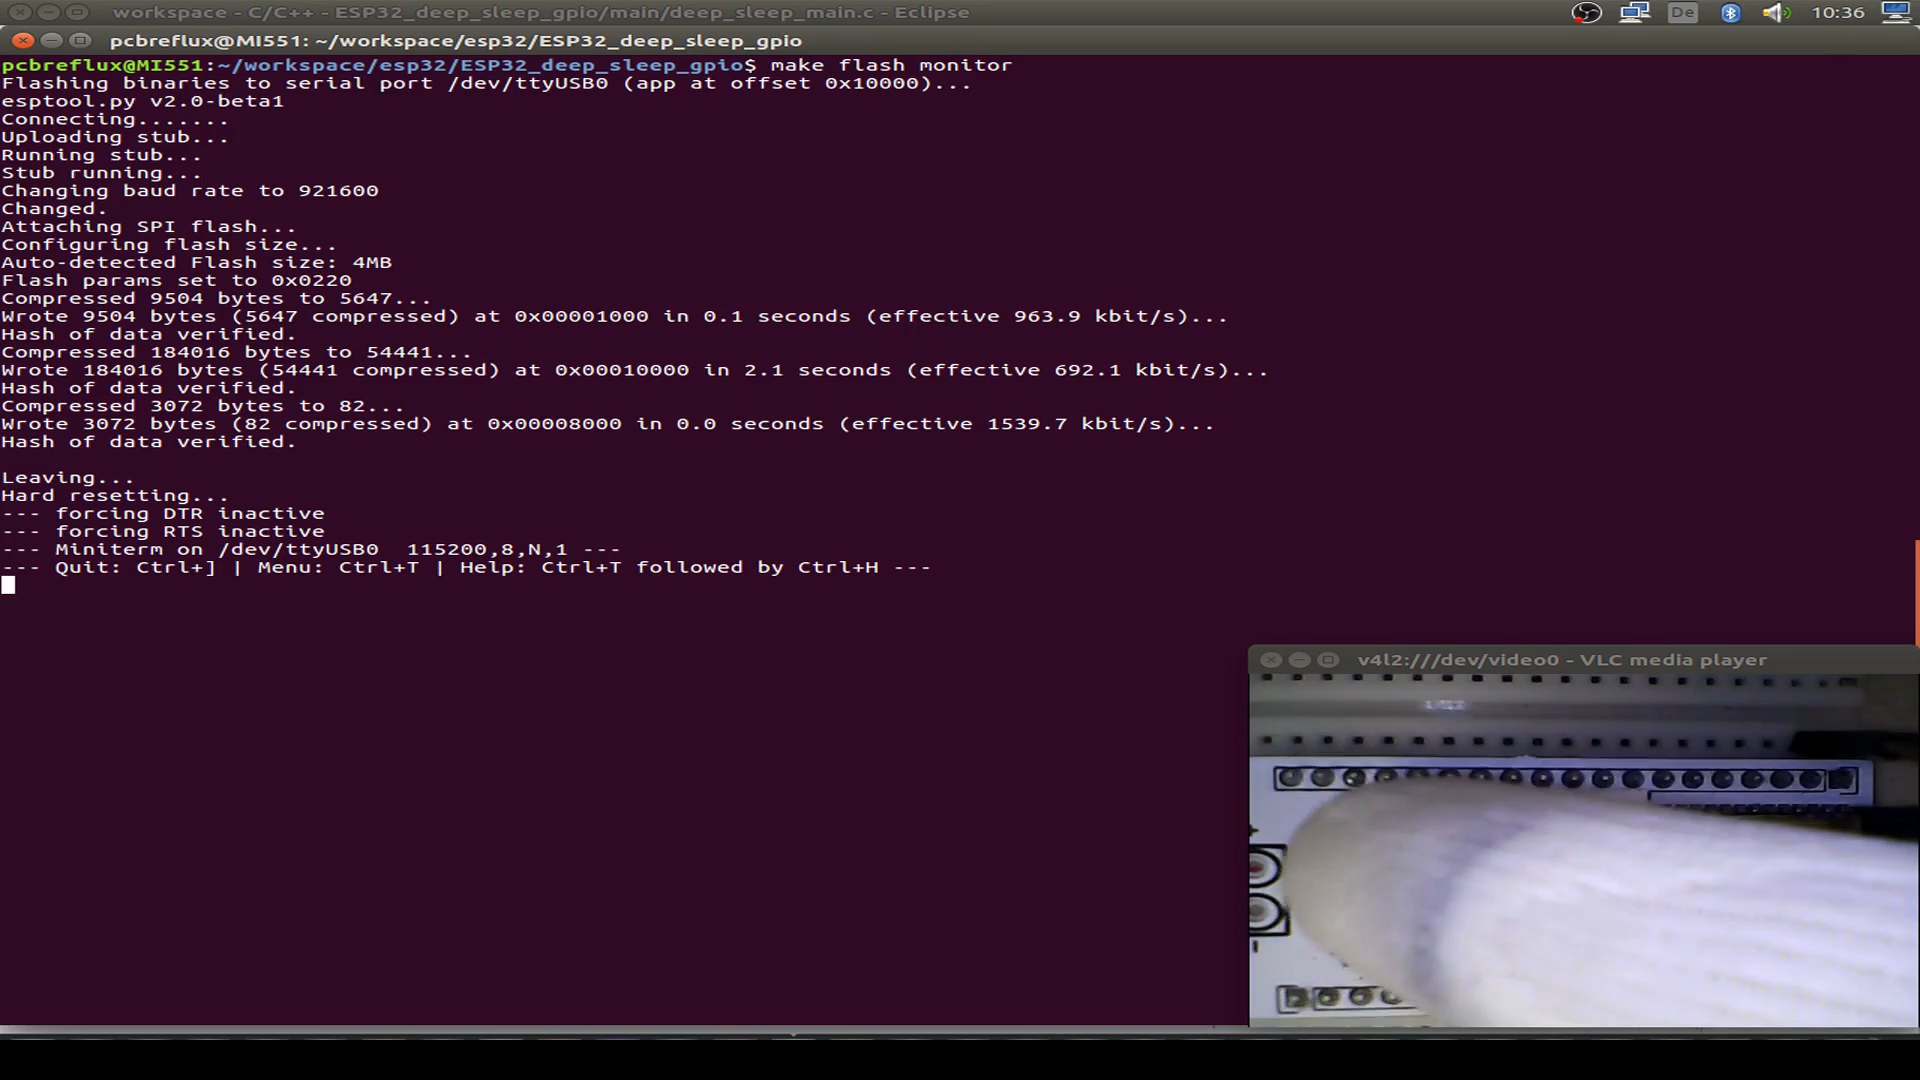 workspace - C/C++ - ESP32_deep_sleep_gpio/main/deep_sleep_main.c - Eclipse
De
10:36
pcbreflux@MI551: ~/workspace/esp32/ESP32_deep_sleep_gpio
pcbreflux@MI551:~/workspace/esp32/ESP32_deep_sleep_gpio$ make flash monitor
Flashing binaries to serial port /dev/ttyUSB0 (app at offset 0x10000)...
esptool.py v2.0-beta1
Connecting.......
Uploading stub...
Running stub...
Stub running...
Changing baud rate to 921600
Changed.
Attaching SPI flash...
Configuring flash size...
Auto-detected Flash size: 4MB
Flash params set to 0x0220
Compressed 9504 bytes to 5647...
Wrote 9504 bytes (5647 compressed) at 0x00001000 in 0.1 seconds (effective 963.9 kbit/s)...
Hash of data verified.
Compressed 184016 bytes to 54441...
Wrote 184016 bytes (54441 compressed) at 0x00010000 in 2.1 seconds (effective 692.1 kbit/s)...
Hash of data verified.
Compressed 3072 bytes to 82...
Wrote 3072 bytes (82 compressed) at 0x00008000 in 0.0 seconds (effective 1539.7 kbit/s)...
Hash of data verified.
Leaving...
Hard resetting...
--- forcing DTR inactive
--- forcing RTS inactive
--- Miniterm on /dev/ttyUSB0  115200,8,N,1 ---
--- Quit: Ctrl+] | Menu: Ctrl+T | Help: Ctrl+T followed by Ctrl+H ---
v4l2:///dev/video0 - VLC media player